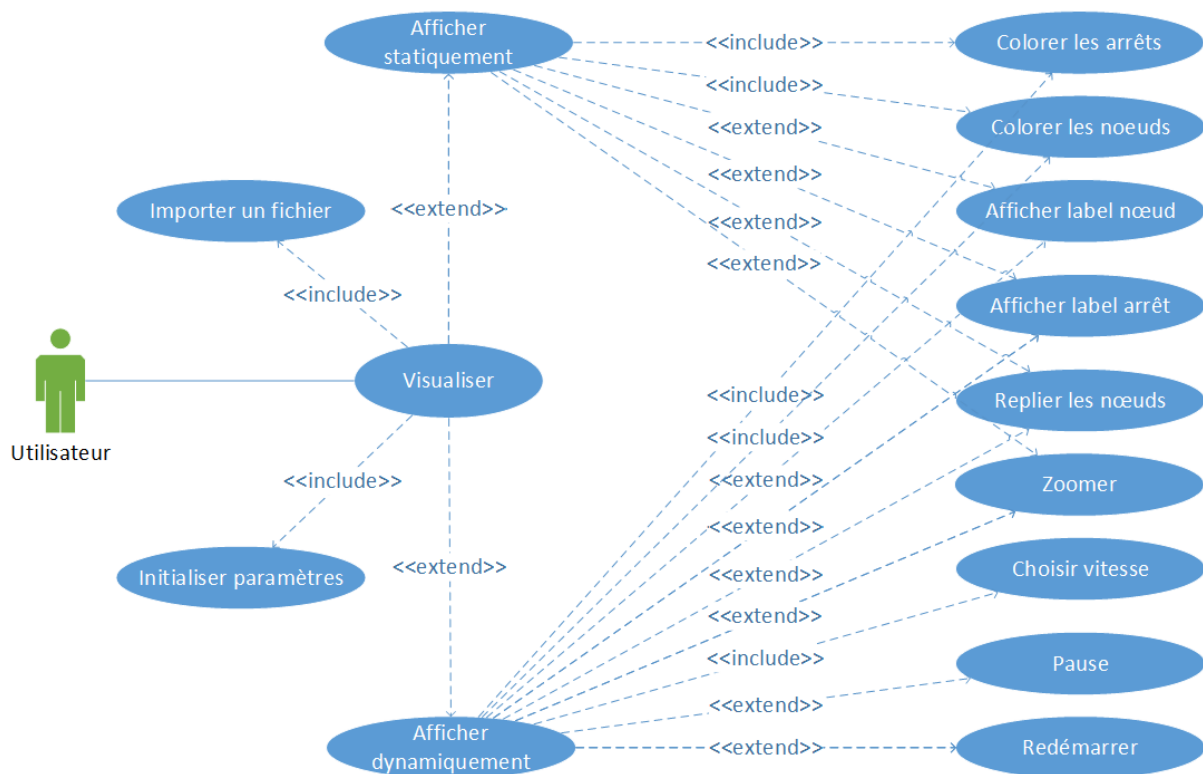 Afficher
statiquement
<<include>>
Colorer les arrêts
<<include>>
Colorer les noeuds
<<extend>>
<<extend>>
Afficher label nœud
Importer un fichier
<<extend>>
<<extend>>
<<extend>>
<<include>>
Afficher label arrêt
Visualiser
<<include>>
Replier les nœuds
Utilisateur
<<include>>
<<include>>
<<extend>>
Zoomer
<<extend>>
Initialiser paramètres
<<extend>>
<<extend>>
Choisir vitesse
<<extend>>
<<include>>
Pause
<<extend>>
Afficher
dynamiquement
<<extend>>
Redémarrer